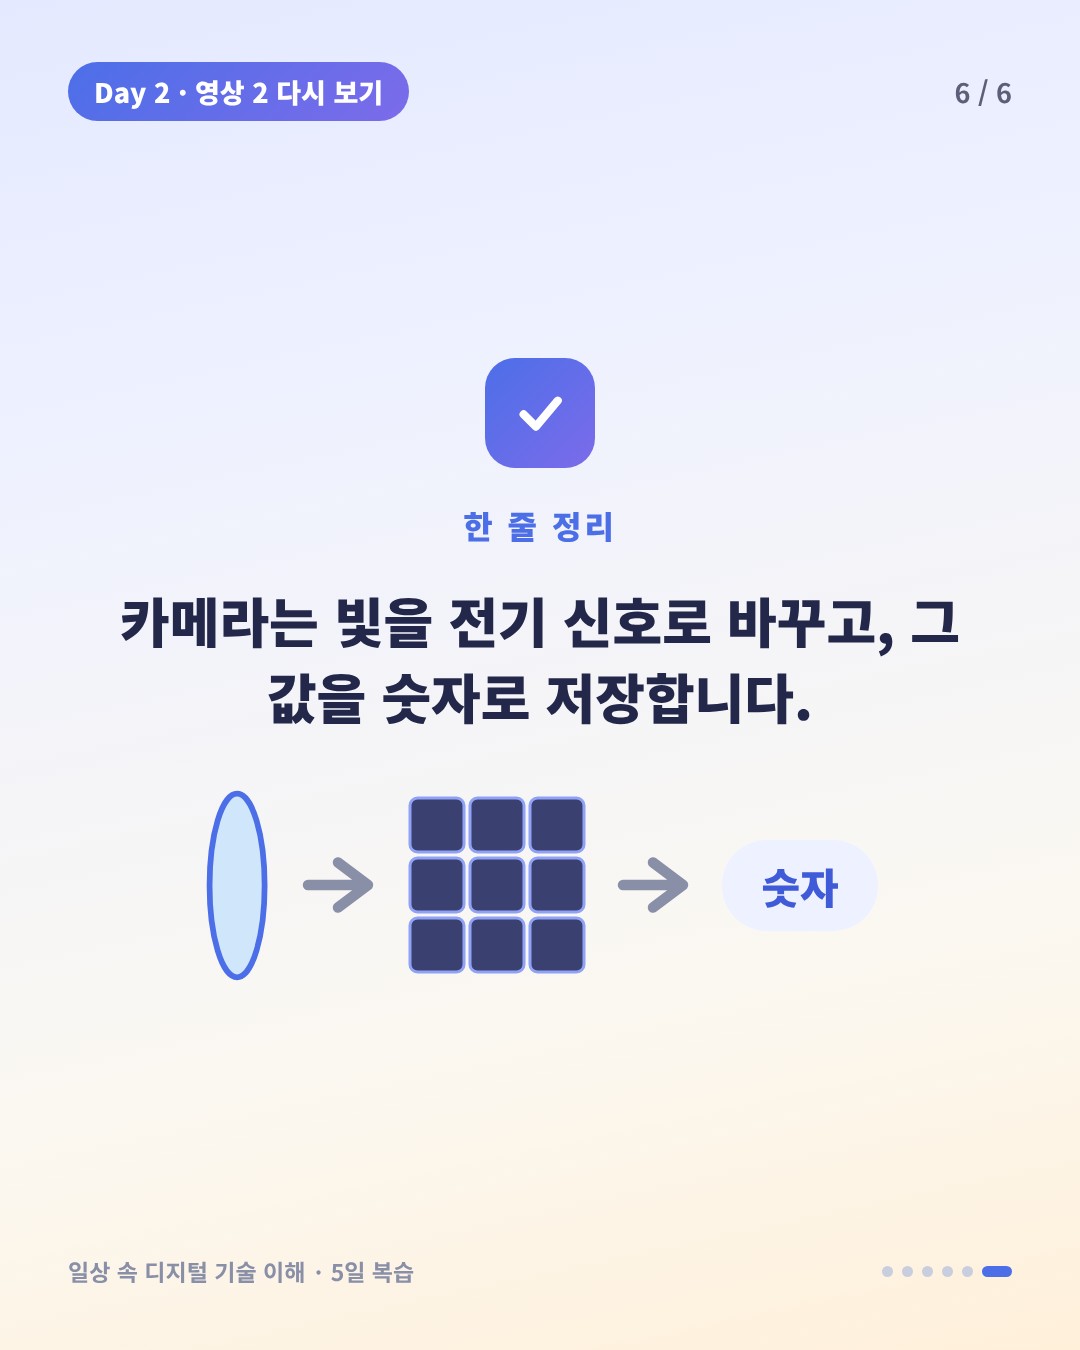 Day 2 · 영상 2 다시 보기
6 / 6
한 줄 정리
카메라는 빛을 전기 신호로 바꾸고, 그
값을 숫자로 저장합니다.
숫자
일상 속 디지털 기술 이해 · 5일 복습